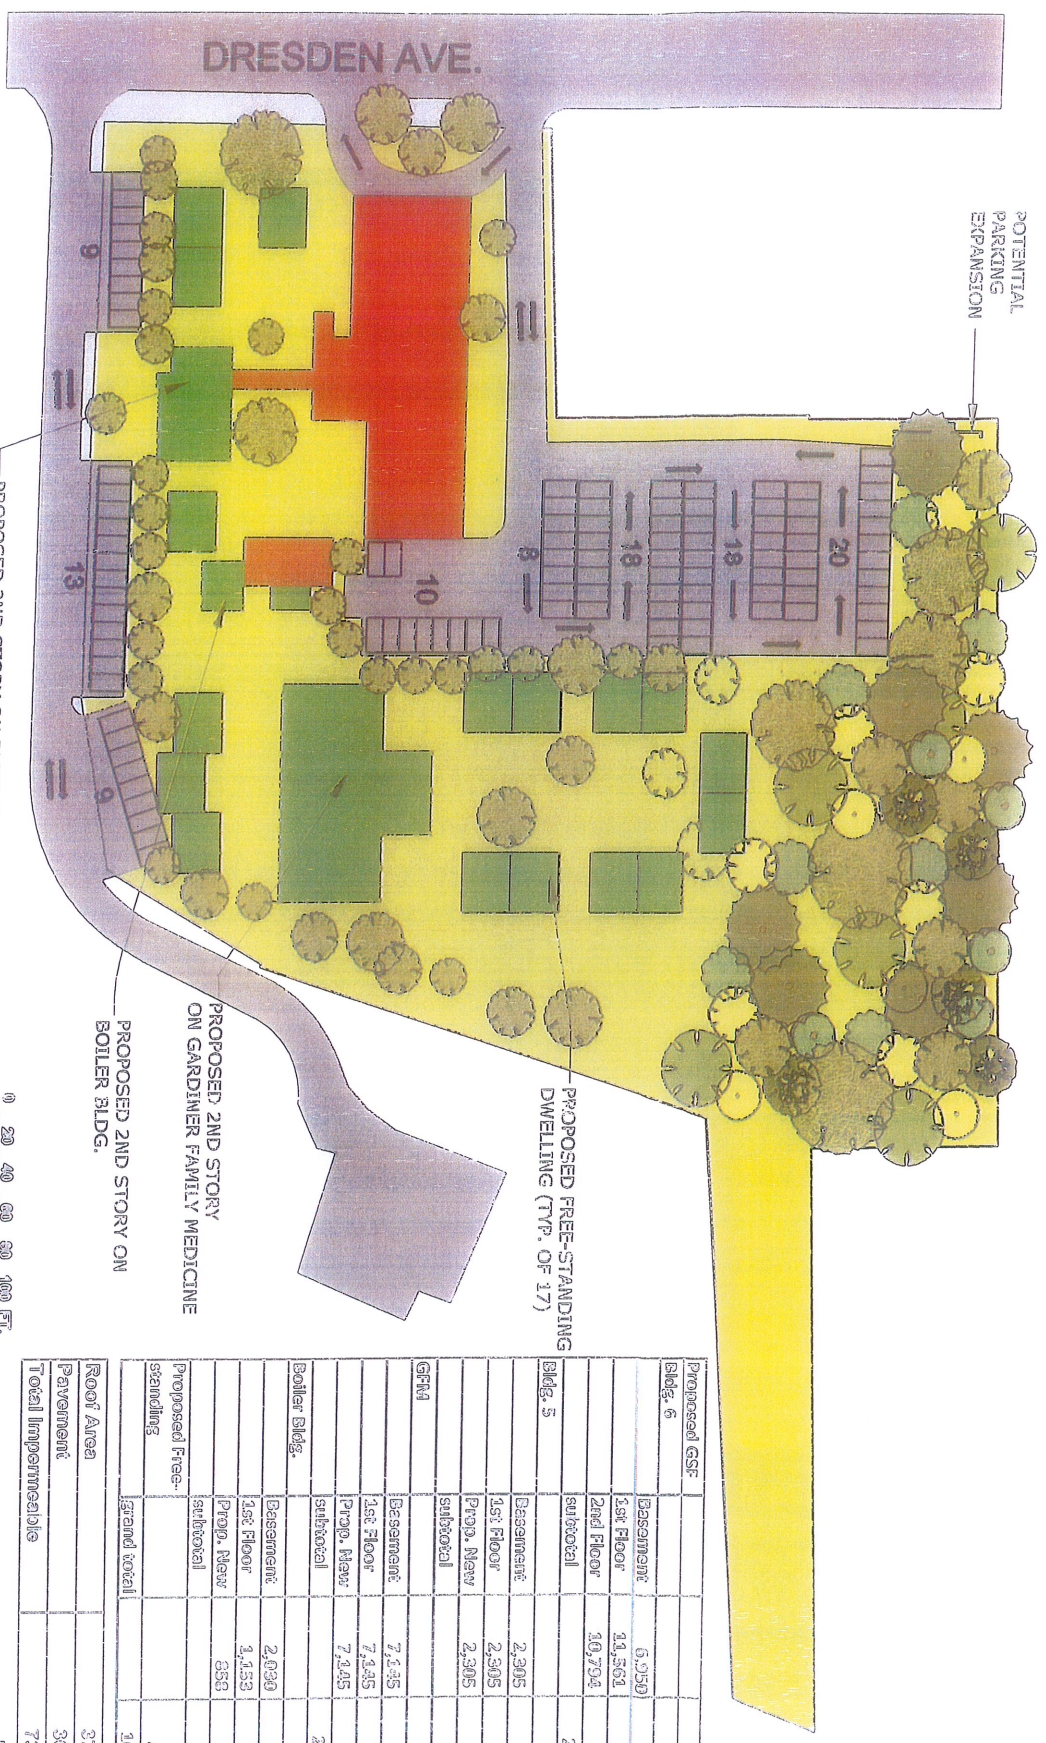 DRESDEN AVE.
POTENTIAL
PARKING
EXPANSION
9
13
9
10
8
18
18
20
PROPOSED 2ND STORY ON
BOILER BLDG.
PROPOSED 2ND STORY
ON GARDINER FAMILY MEDICINE
PROPOSED FREE-STANDING
DWELLING (TYP. OF 17)
0 20 40 60 80 100 FT.
Proposed GSF
Bldg. 6
Basement 6,950
1st Floor 11,561
2nd Floor 10,794
subtotal
Bldg. 5
Basement 2,305
1st Floor 2,305
Prop. New 2,305
subtotal
GFM
Basement 7,145
1st Floor 7,145
Prop. New 7,145
subtotal
Boiler Bldg.
Basement 2,030
1st Floor 1,153
Prop. New 858
subtotal
Proposed Free-
standing
grand total
Roof Area
Pavement
Total Impermeable